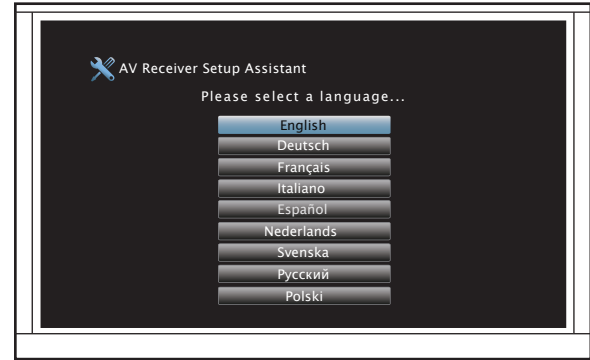 AV Receiver Setup Assistant
Please select a language...
English
Deutsch
Français
Italiano
Español
Nederlands
Svenska
Русский
Polski